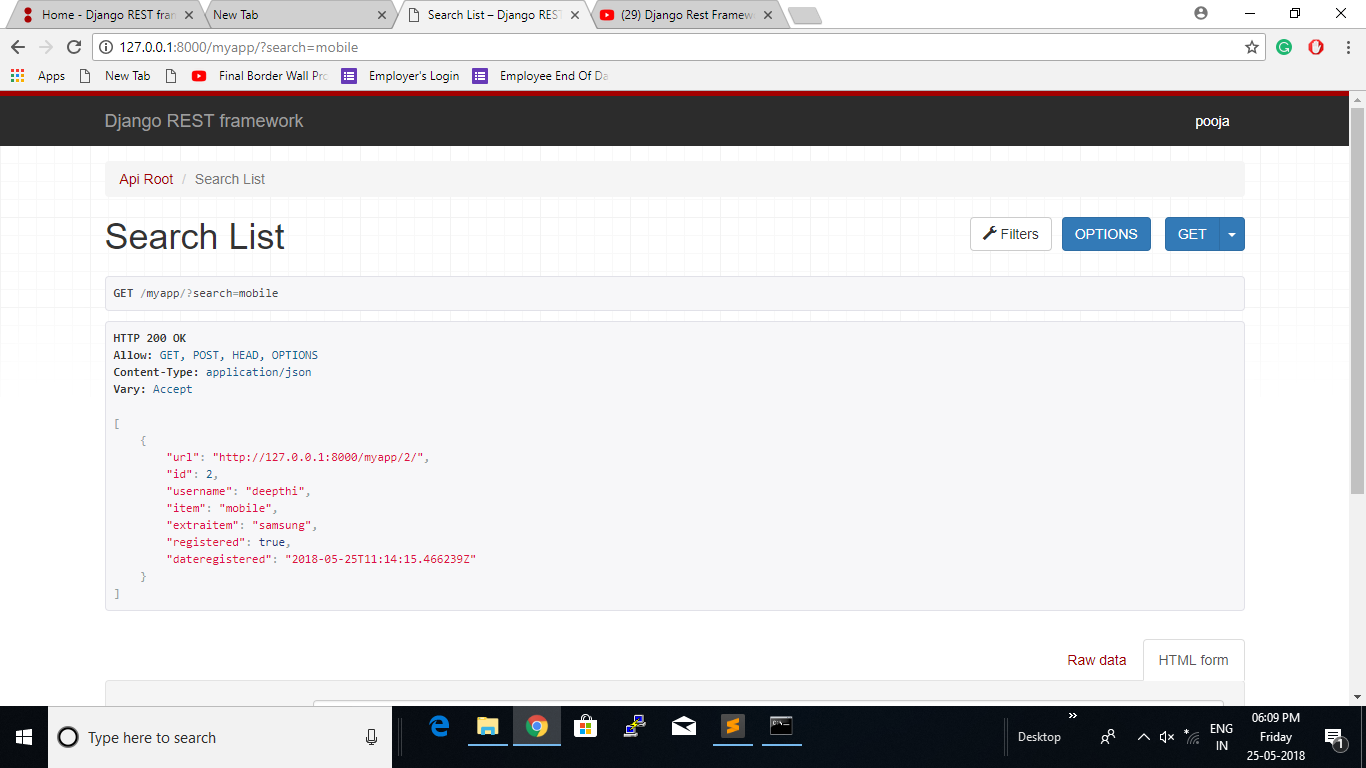 Home - Django REST fran
New Tab
Search List – Django REST
(29) Django Rest Framew
127.0.0.1:8000/myapp/?search=mobile
Apps
New Tab
Final Border Wall Pro
Employer's Login
Employee End Of Da
Django REST framework
pooja
Api Root / Search List
Search List
Filters
OPTIONS
GET
GET /myapp/?search=mobile
HTTP 200 OK
Allow: GET, POST, HEAD, OPTIONS
Content-Type: application/json
Vary: Accept
[
{
"url": "http://127.0.0.1:8000/myapp/2/",
"id": 2,
"username": "deepthi",
"item": "mobile",
"extraitem": "samsung",
"registered": true,
"dateregistered": "2018-05-25T11:14:15.466239Z"
}
]
Raw data
HTML form
Type here to search
Desktop
ENG
IN
06:09 PM
Friday
25-05-2018
1